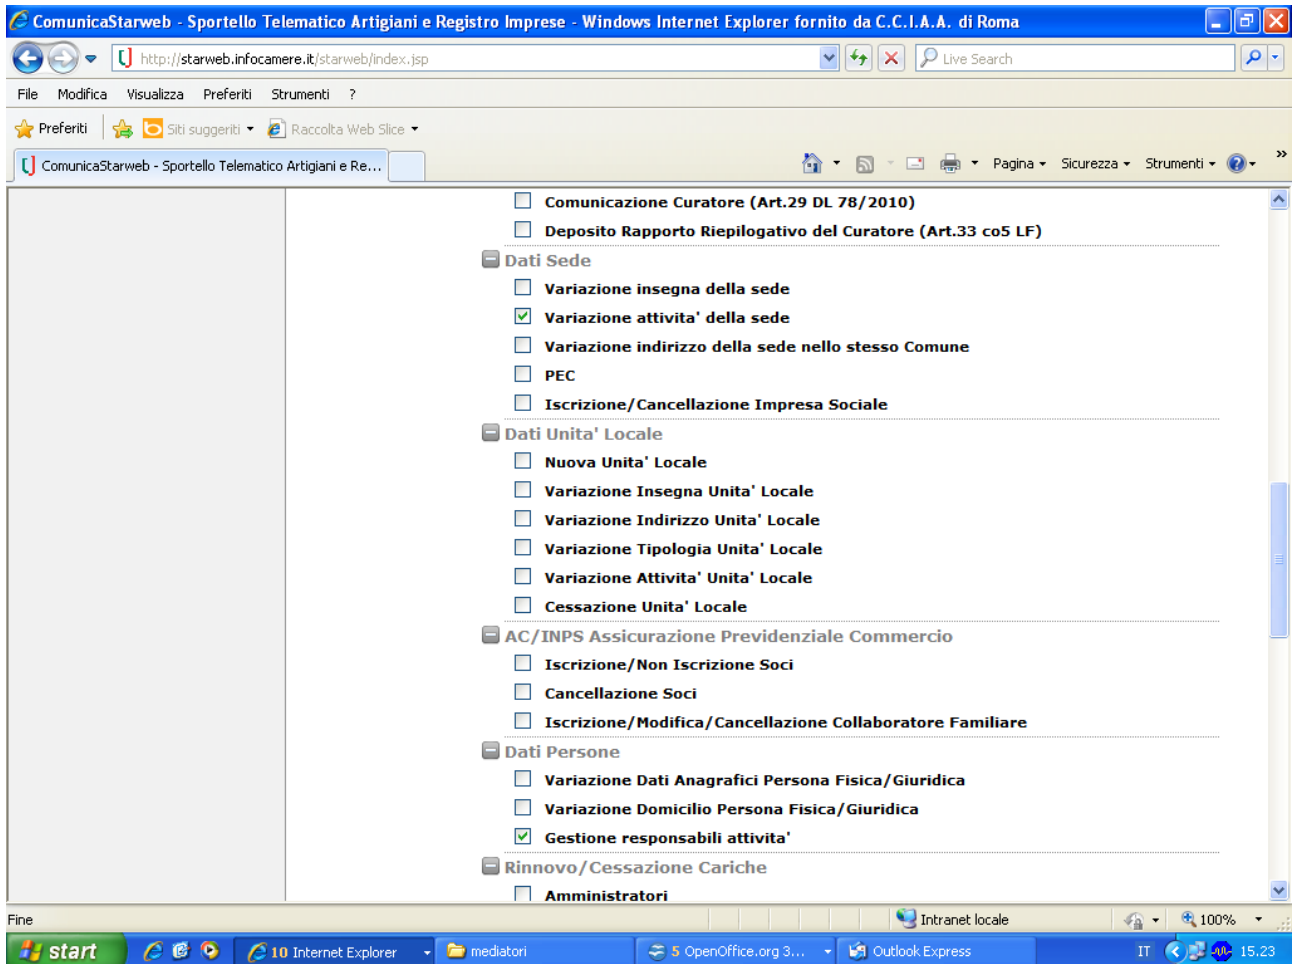 ComunicaStarweb - Sportello Telematico Artigiani e Registro Imprese - Windows Internet Explorer fornito da C.C.I.A.A. di Roma
http://starweb.infocamere.it/starweb/index.jsp
Live Search
File Modifica Visualizza Preferiti Strumenti ?
Preferiti Siti suggeriti Raccolta Web Slice
ComunicaStarweb - Sportello Telematico Artigiani e Re... Pagina Sicurezza Strumenti »
Comunicazione Curatore (Art.29 DL 78/2010)
Deposito Rapporto Riepilogativo del Curatore (Art.33 co5 LF)
Dati Sede
Variazione insegna della sede
Variazione attivita' della sede
Variazione indirizzo della sede nello stesso Comune
PEC
Iscrizione/Cancellazione Impresa Sociale
Dati Unita' Locale
Nuova Unita' Locale
Variazione Insegna Unita' Locale
Variazione Indirizzo Unita' Locale
Variazione Tipologia Unita' Locale
Variazione Attivita' Unita' Locale
Cessazione Unita' Locale
AC/INPS Assicurazione Previdenziale Commercio
Iscrizione/Non Iscrizione Soci
Cancellazione Soci
Iscrizione/Modifica/Cancellazione Collaboratore Familiare
Dati Persone
Variazione Dati Anagrafici Persona Fisica/Giuridica
Variazione Domicilio Persona Fisica/Giuridica
Gestione responsabili attivita'
Rinnovo/Cessazione Cariche
Amministratori
Fine Intranet locale 100%
start 10 Internet Explorer mediatori 5 OpenOffice.org 3... Outlook Express IT 15.23